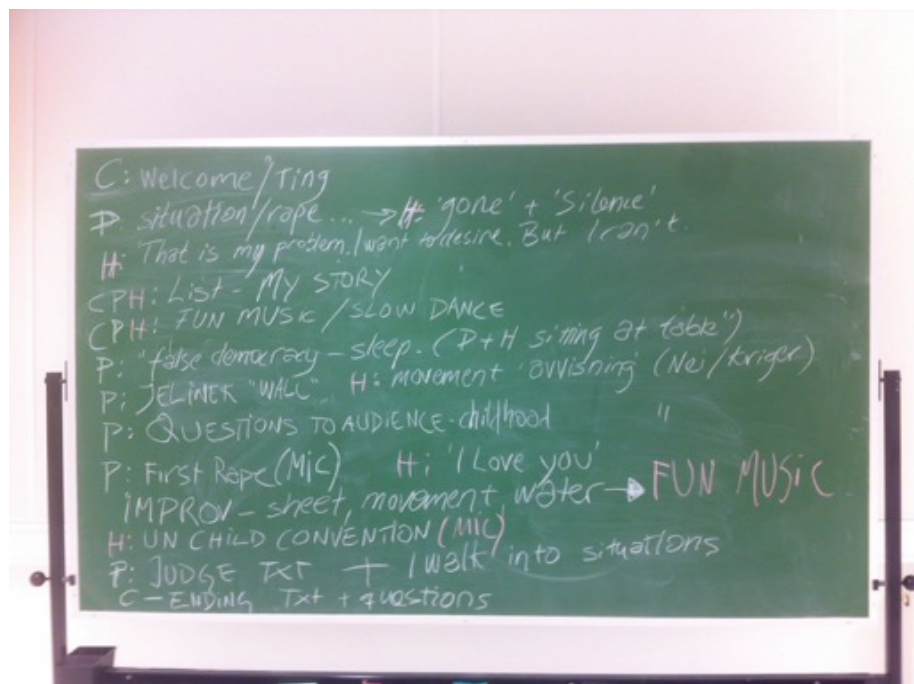 C: Welcome/Ting
P: situation/rape... → H: 'gone' + 'Silence'
H: That is my problem. I want to desire. But I can't.
CPH: List - MY STORY
CPH: FUN MUSIC / SLOW DANCE
P: "false democracy - sleep. (P+H sitting at table")
P: JELINEK "WALL" H: movement 'avvisning' (Nei/kriger)
P: QUESTIONS TO AUDIENCE - childhood "
P: First Rape (MiC) H: 'I Love you'
iMPROV - sheet, movement, water → FUN MUSiC
H: UN CHILD CONVENTION (MIC)
P: JUDGE TXT + I walk into situations
C - ENDING Txt + questions